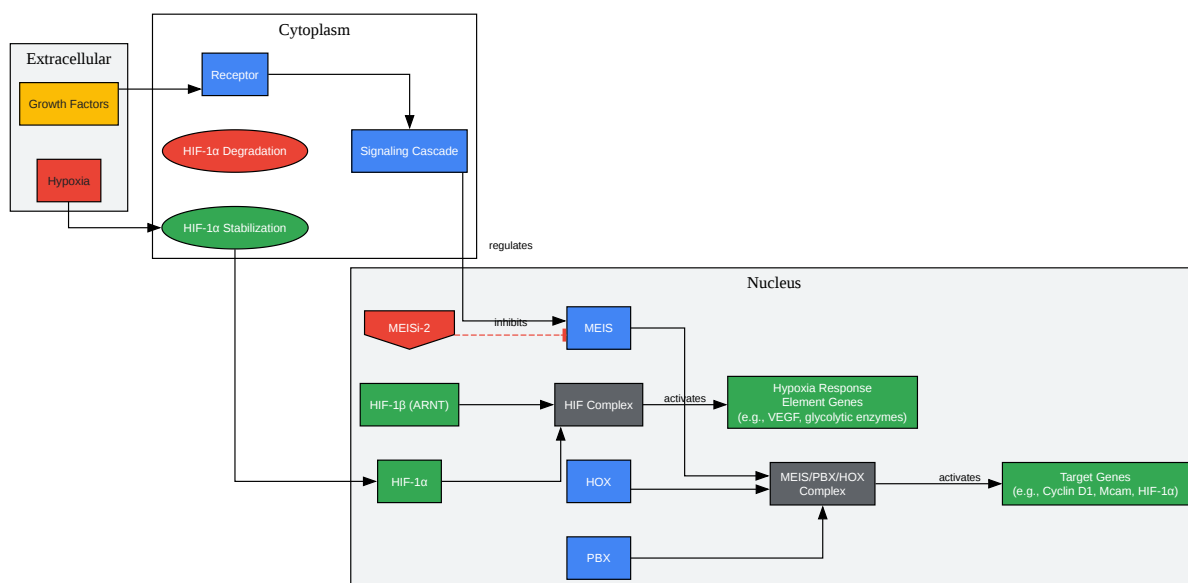 Cytoplasm
Extracellular
Receptor
Growth Factors
HIF-1α Degradation
Signaling Cascade
Hypoxia
HIF-1α Stabilization
regulates
Nucleus
MEISi-2
inhibits
MEIS
HIF-1β (ARNT)
HIF Complex
activates
Hypoxia Response
Element Genes
(e.g., VEGF, glycolytic enzymes)
HIF-1α
HOX
MEIS/PBX/HOX
Complex
activates
Target Genes
(e.g., Cyclin D1, Mcam, HIF-1α)
PBX